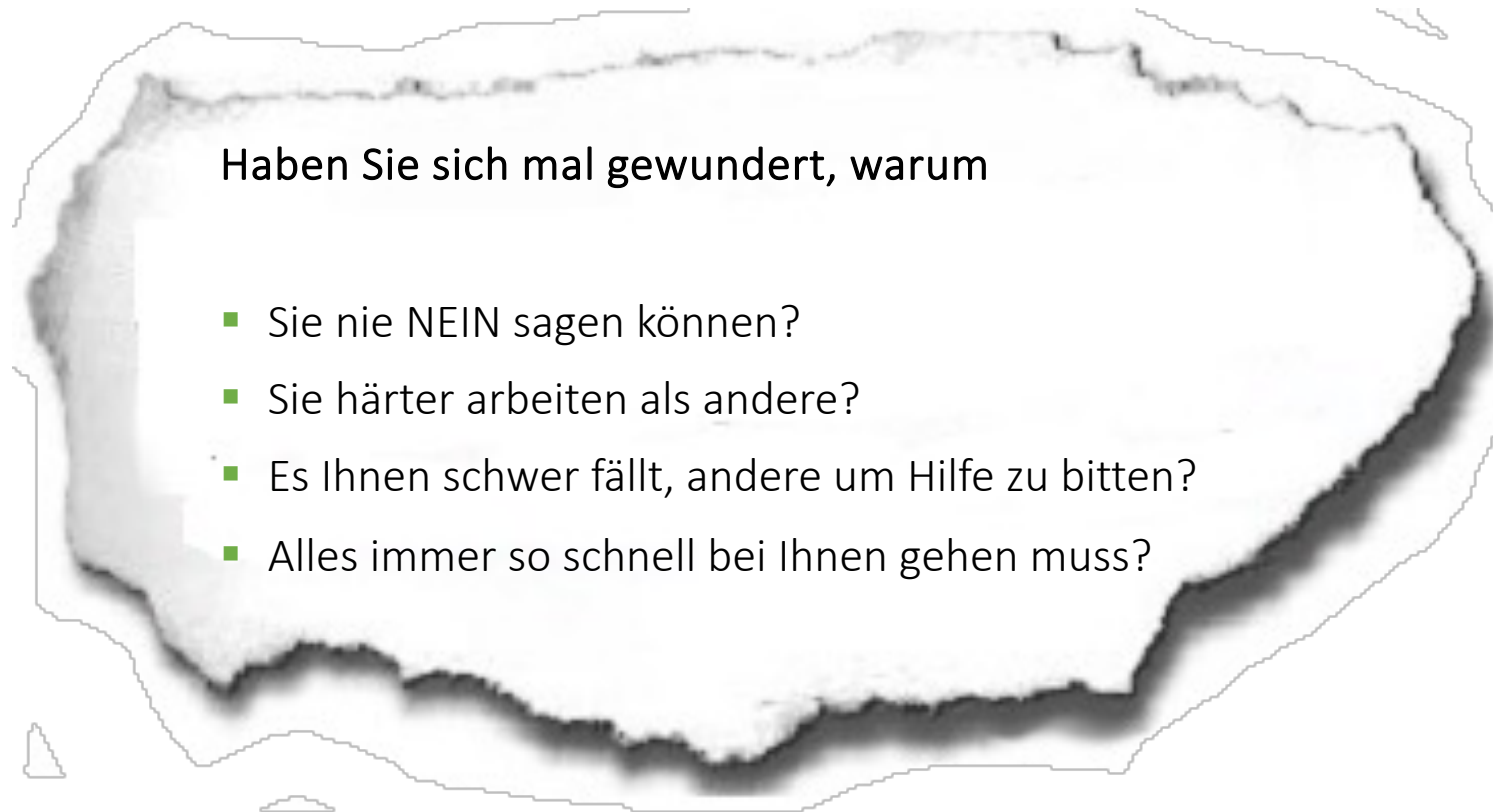 Haben Sie sich mal gewundert, warum
▪ Sie nie NEIN sagen können?
▪ Sie härter arbeiten als andere?
▪ Es Ihnen schwer fällt, andere um Hilfe zu bitten?
▪ Alles immer so schnell bei Ihnen gehen muss?